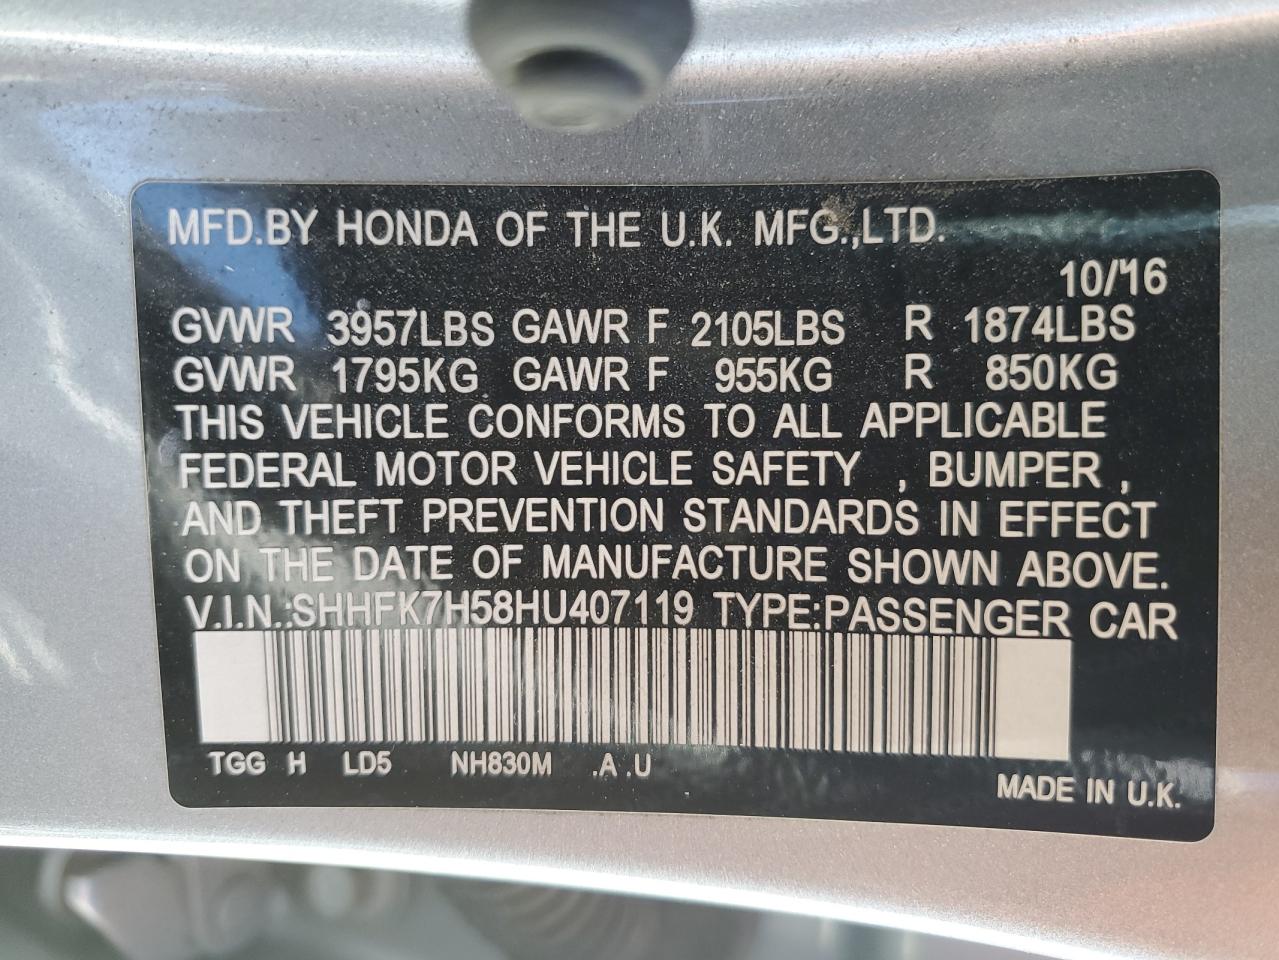 MFD.BY HONDA OF THE U.K. MFG.,LTD.
10/'16
GVWR 3957LBS GAWR F 2105LBS R 1874LBS
GVWR 1795KG GAWR F 955KG R 850KG
THIS VEHICLE CONFORMS TO ALL APPLICABLE
FEDERAL MOTOR VEHICLE SAFETY , BUMPER ,
AND THEFT PREVENTION STANDARDS IN EFFECT
ON THE DATE OF MANUFACTURE SHOWN ABOVE.
V.I.N.:SHHFK7H58HU407119 TYPE:PASSENGER CAR
TGG H LD5 NH830M .A .U
MADE IN U.K.